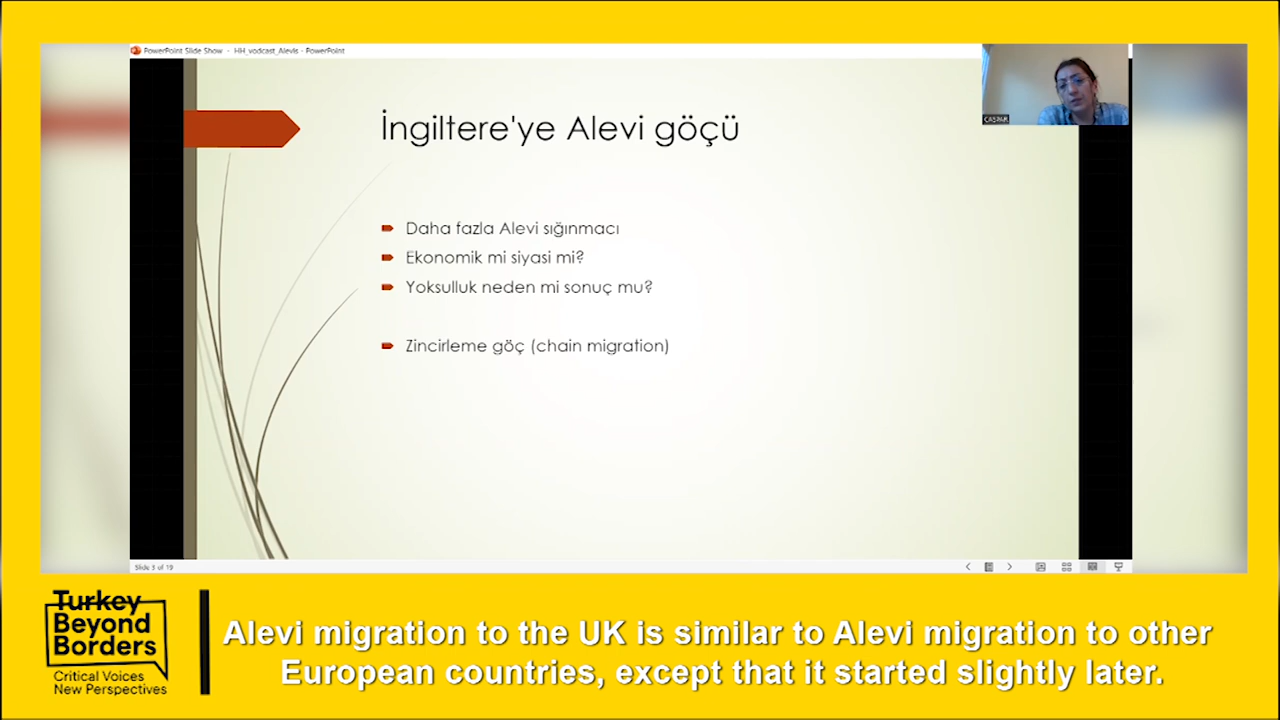 PowerPoint Slide Show - HH_vodcast_Alevis - PowerPoint
İngiltere'ye Alevi göçü
Daha fazla Alevi sığınmacı
Ekonomik mi siyasi mi?
Yoksulluk neden mi sonuç mu?
Zincirleme göç (chain migration)
CASPAR
Slide 3 of 19
Turkey
Beyond
Borders
Critical Voices
New Perspectives
Alevi migration to the UK is similar to Alevi migration to other
European countries, except that it started slightly later.